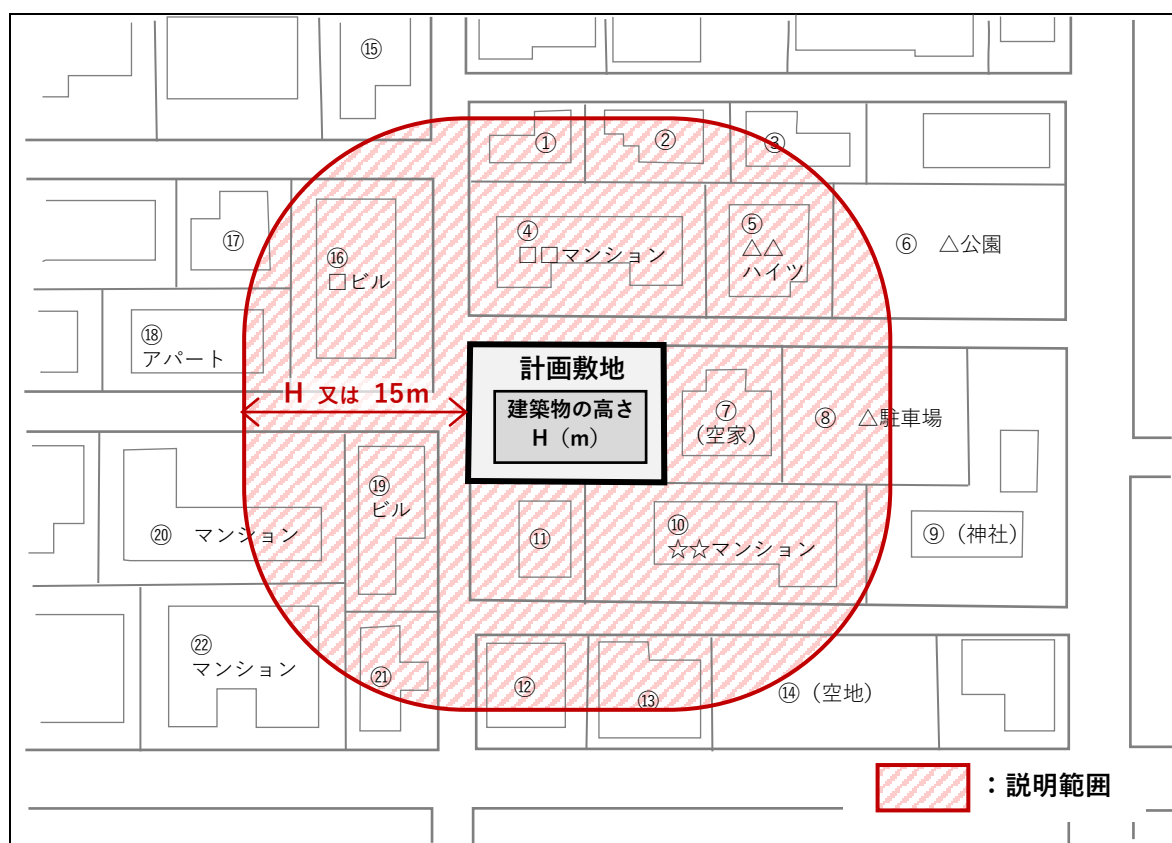 ⑮
①
②
③
④
□□マンション
⑤
△△
ハイツ
⑥ △公園
⑰
⑯
□ビル
⑱
アパート
H 又は 15m
計画敷地
建築物の高さ
H（m）
⑦
（空家）
⑧ △駐車場
⑲
ビル
⑳ マンション
⑪
⑩
☆☆マンション
⑨（神社）
㉒
マンション
㉑
⑫
⑬
⑭（空地）
：説明範囲